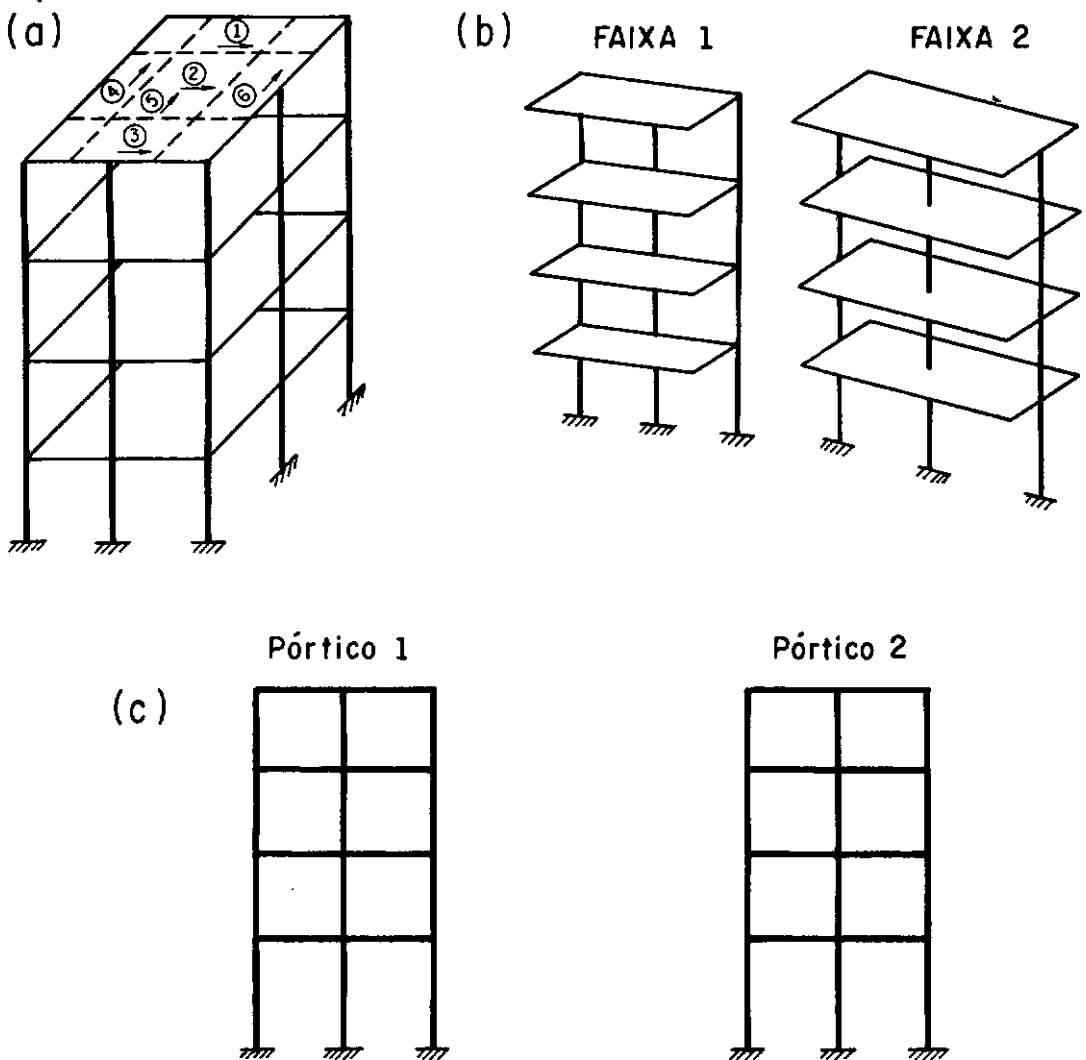 (a)
①
②
③
④
⑤
⑥
(b)
FAIXA 1
FAIXA 2
(c)
Pórtico 1
Pórtico 2